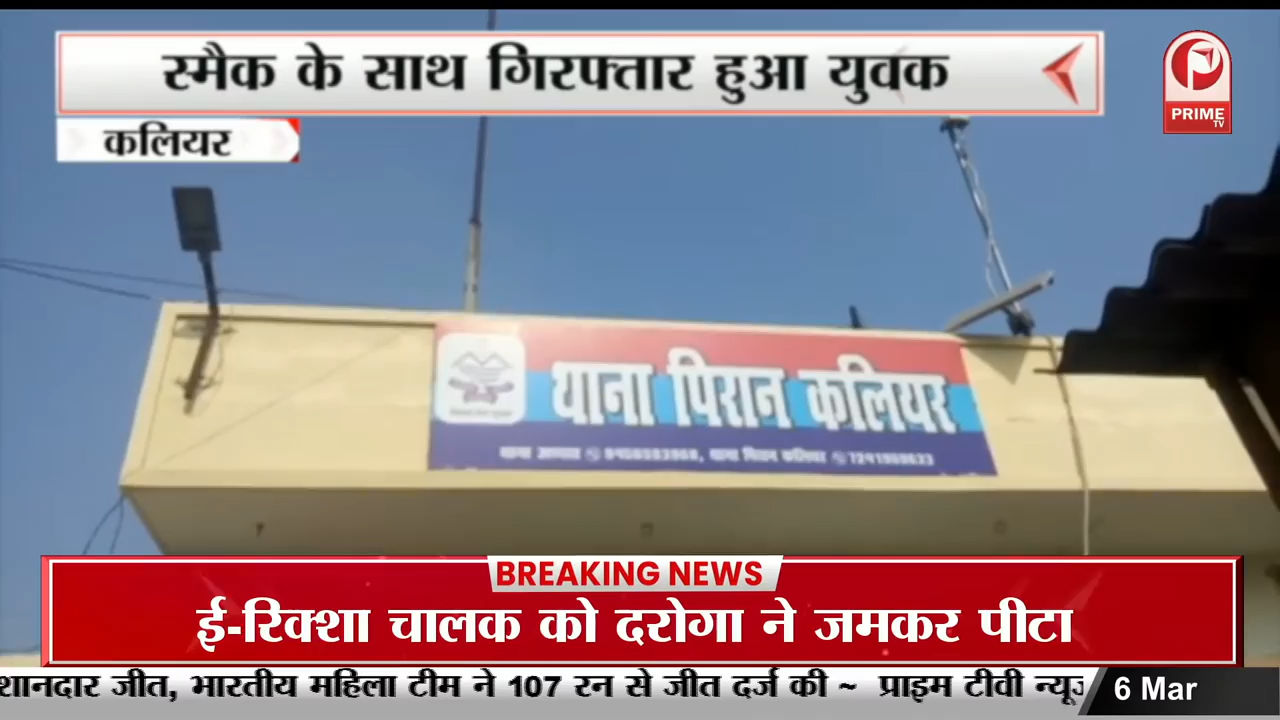 स्मैक के साथ गिरफ्तार हुआ युवक
PRIME
TV
कलियर
थाना पिरान कलियर
BREAKING NEWS
ई-रिक्शा चालक को दरोगा ने जमकर पीटा
शानदार जीत, भारतीय महिला टीम ने 107 रन से जीत दर्ज की ~ प्राइम टीवी न्यूज
6 Mar